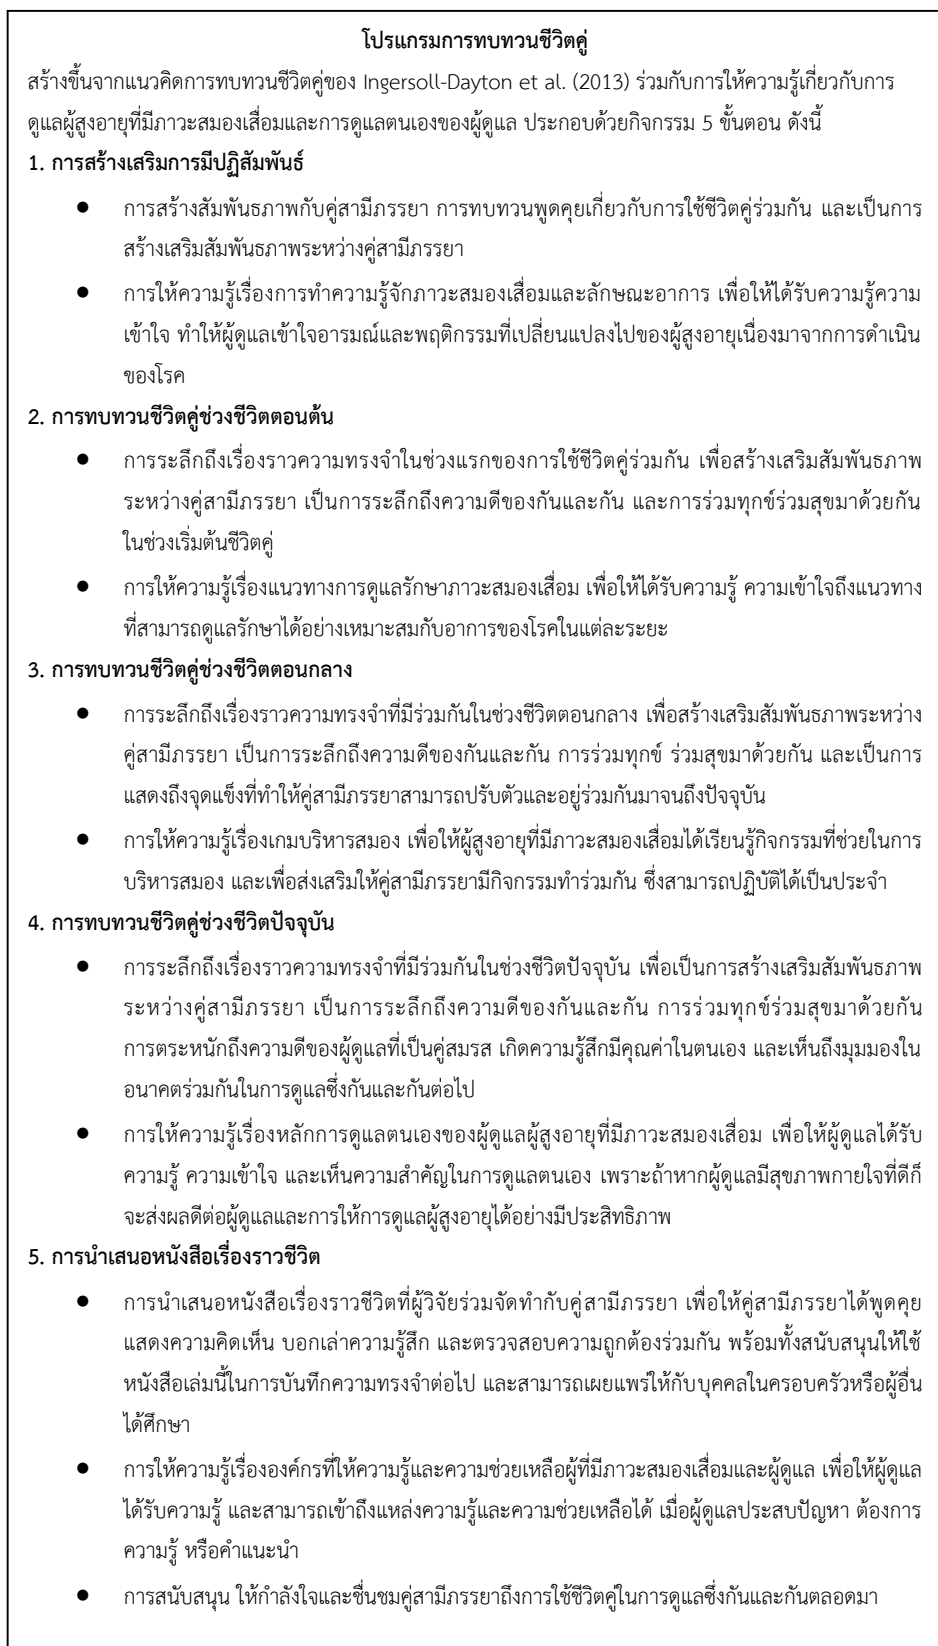 โปรแกรมการทบทวนชีวิตคู่
สร้างขึ้นจากแนวคิดการทบทวนชีวิตคู่ของ Ingersoll-Dayton et al. (2013) ร่วมกับการให้ความรู้เกี่ยวกับการ
ดูแลผู้สูงอายุที่มีภาวะสมองเสื่อมและการดูแลตนเองของผู้ดูแล ประกอบด้วยกิจกรรม 5 ขั้นตอน ดังนี้
1. การสร้างเสริมการมีปฏิสัมพันธ์
● การสร้างสัมพันธภาพกับคู่สามีภรรยา การทบทวนพูดคุยเกี่ยวกับการใช้ชีวิตคู่ร่วมกัน และเป็นการ
สร้างเสริมสัมพันธภาพระหว่างคู่สามีภรรยา
● การให้ความรู้เรื่องการทำความรู้จักภาวะสมองเสื่อมและลักษณะอาการ เพื่อให้ได้รับความรู้ความ
เข้าใจ ทำให้ผู้ดูแลเข้าใจอารมณ์และพฤติกรรมที่เปลี่ยนแปลงไปของผู้สูงอายุเนื่องมาจากการดำเนิน
ของโรค
2. การทบทวนชีวิตคู่ช่วงชีวิตตอนต้น
● การระลึกถึงเรื่องราวความทรงจำในช่วงแรกของการใช้ชีวิตคู่ร่วมกัน เพื่อสร้างเสริมสัมพันธภาพ
ระหว่างคู่สามีภรรยา เป็นการระลึกถึงความดีของกันและกัน และการร่วมทุกข์ร่วมสุขมาด้วยกัน
ในช่วงเริ่มต้นชีวิตคู่
● การให้ความรู้เรื่องแนวทางการดูแลรักษาภาวะสมองเสื่อม เพื่อให้ได้รับความรู้ ความเข้าใจถึงแนวทาง
ที่สามารถดูแลรักษาได้อย่างเหมาะสมกับอาการของโรคในแต่ละระยะ
3. การทบทวนชีวิตคู่ช่วงชีวิตตอนกลาง
● การระลึกถึงเรื่องราวความทรงจำที่มีร่วมกันในช่วงชีวิตตอนกลาง เพื่อสร้างเสริมสัมพันธภาพระหว่าง
คู่สามีภรรยา เป็นการระลึกถึงความดีของกันและกัน การร่วมทุกข์ ร่วมสุขมาด้วยกัน และเป็นการ
แสดงถึงจุดแข็งที่ทำให้คู่สามีภรรยาสามารถปรับตัวและอยู่ร่วมกันมาจนถึงปัจจุบัน
● การให้ความรู้เรื่องเกมบริหารสมอง เพื่อให้ผู้สูงอายุที่มีภาวะสมองเสื่อมได้เรียนรู้กิจกรรมที่ช่วยในการ
บริหารสมอง และเพื่อส่งเสริมให้คู่สามีภรรยามีกิจกรรมทำร่วมกัน ซึ่งสามารถปฏิบัติได้เป็นประจำ
4. การทบทวนชีวิตคู่ช่วงชีวิตปัจจุบัน
● การระลึกถึงเรื่องราวความทรงจำที่มีร่วมกันในช่วงชีวิตปัจจุบัน เพื่อเป็นการสร้างเสริมสัมพันธภาพ
ระหว่างคู่สามีภรรยา เป็นการระลึกถึงความดีของกันและกัน การร่วมทุกข์ร่วมสุขมาด้วยกัน
การตระหนักถึงความดีของผู้ดูแลที่เป็นคู่สมรส เกิดความรู้สึกมีคุณค่าในตนเอง และเห็นถึงมุมมองใน
อนาคตร่วมกันในการดูแลซึ่งกันและกันต่อไป
● การให้ความรู้เรื่องหลักการดูแลตนเองของผู้ดูแลผู้สูงอายุที่มีภาวะสมองเสื่อม เพื่อให้ผู้ดูแลได้รับ
ความรู้ ความเข้าใจ และเห็นความสำคัญในการดูแลตนเอง เพราะถ้าหากผู้ดูแลมีสุขภาพกายใจที่ดีก็
จะส่งผลดีต่อผู้ดูแลและการให้การดูแลผู้สูงอายุได้อย่างมีประสิทธิภาพ
5. การนำเสนอหนังสือเรื่องราวชีวิต
● การนำเสนอหนังสือเรื่องราวชีวิตที่ผู้วิจัยร่วมจัดทำกับคู่สามีภรรยา เพื่อให้คู่สามีภรรยาได้พูดคุย
แสดงความคิดเห็น บอกเล่าความรู้สึก และตรวจสอบความถูกต้องร่วมกัน พร้อมทั้งสนับสนุนให้ใช้
หนังสือเล่มนี้ในการบันทึกความทรงจำต่อไป และสามารถเผยแพร่ให้กับบุคคลในครอบครัวหรือผู้อื่น
ได้ศึกษา
● การให้ความรู้เรื่ององค์กรที่ให้ความรู้และความช่วยเหลือผู้ที่มีภาวะสมองเสื่อมและผู้ดูแล เพื่อให้ผู้ดูแล
ได้รับความรู้ และสามารถเข้าถึงแหล่งความรู้และความช่วยเหลือได้ เมื่อผู้ดูแลประสบปัญหา ต้องการ
ความรู้ หรือคำแนะนำ
● การสนับสนุน ให้กำลังใจและชื่นชมคู่สามีภรรยาถึงการใช้ชีวิตคู่ในการดูแลซึ่งกันและกันตลอดมา